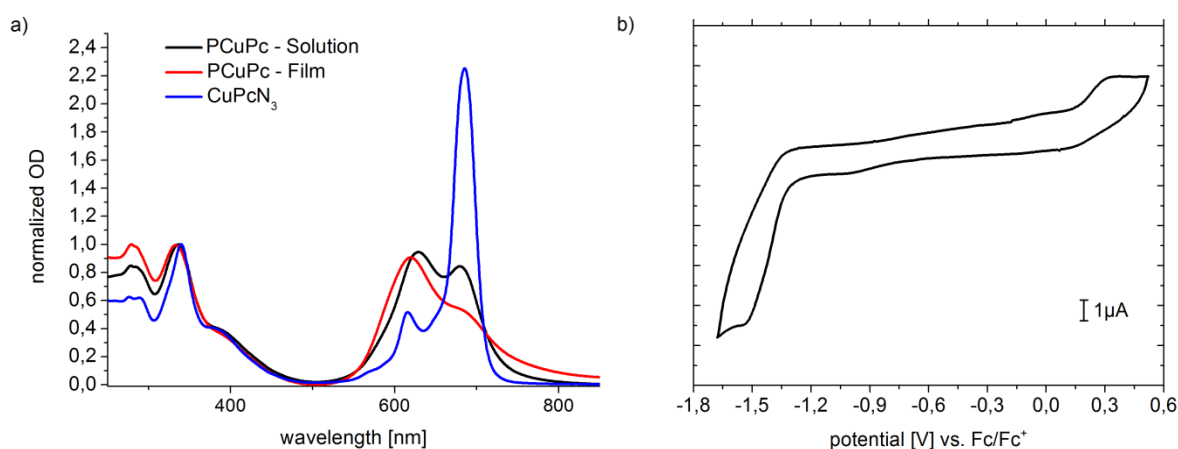 a)
PCuPc - Solution
PCuPc - Film
CuPcN₃
2,4
2,2
2,0
1,8
1,6
1,4
1,2
1,0
0,8
0,6
0,4
0,2
0,0
normalized OD
400 600 800
wavelength [nm]
b)
1µA
-1,8 -1,5 -1,2 -0,9 -0,6 -0,3 0,0 0,3 0,6
potential [V] vs. Fc/Fc⁺